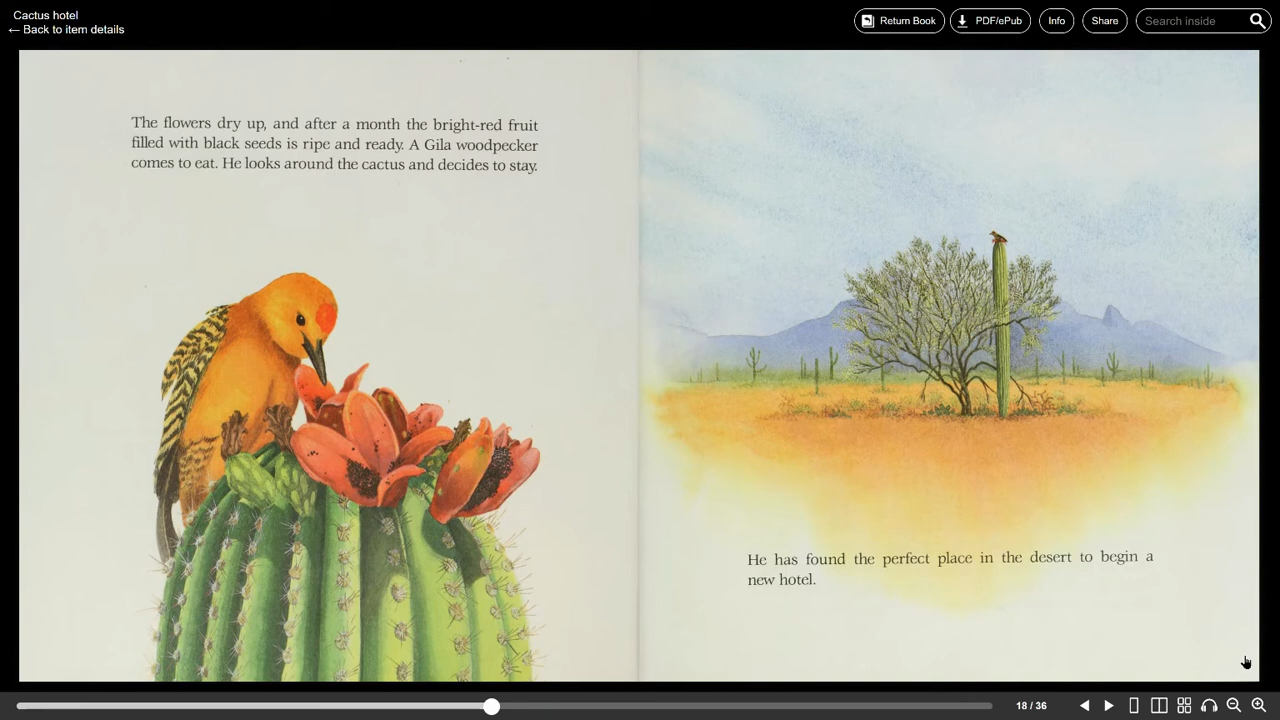 Cactus hotel
← Back to item details
Return Book
PDF/ePub
Info
Share
Search inside
The flowers dry up, and after a month the bright-red fruit
filled with black seeds is ripe and ready. A Gila woodpecker
comes to eat. He looks around the cactus and decides to stay.
He has found the perfect place in the desert to begin a
new hotel.
18 / 36